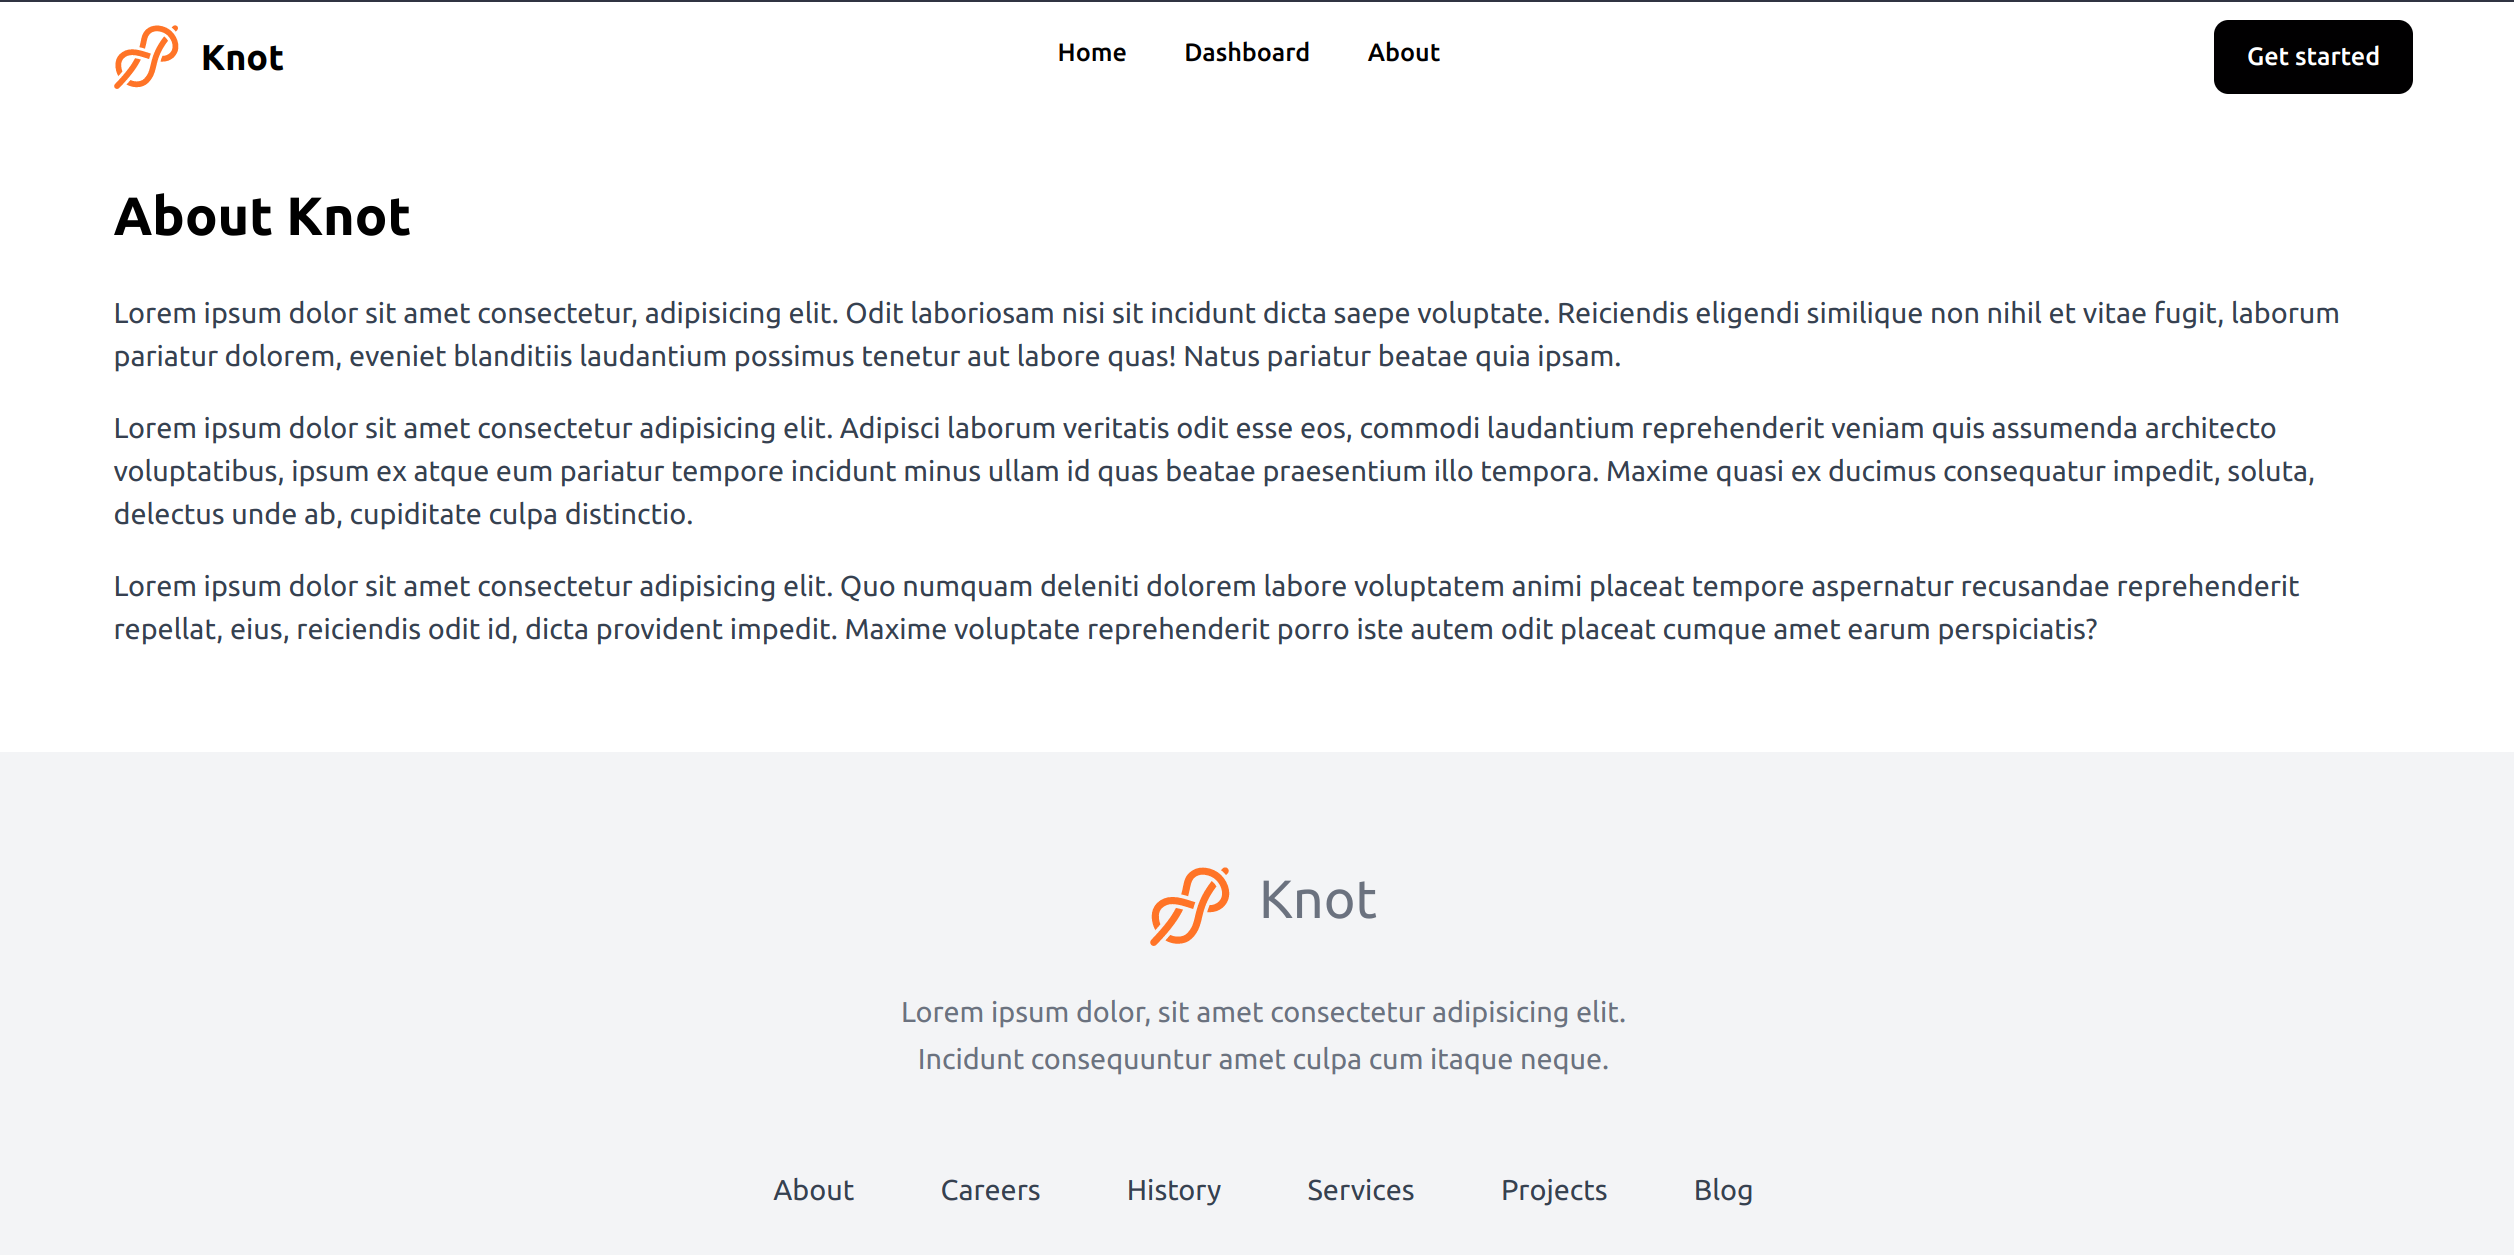 Knot
Home Dashboard About
Get started
About Knot
Lorem ipsum dolor sit amet consectetur, adipisicing elit. Odit laboriosam nisi sit incidunt dicta saepe voluptate. Reiciendis eligendi similique non nihil et vitae fugit, laborum
pariatur dolorem, eveniet blanditiis laudantium possimus tenetur aut labore quas! Natus pariatur beatae quia ipsam.
Lorem ipsum dolor sit amet consectetur adipisicing elit. Adipisci laborum veritatis odit esse eos, commodi laudantium reprehenderit veniam quis assumenda architecto
voluptatibus, ipsum ex atque eum pariatur tempore incidunt minus ullam id quas beatae praesentium illo tempora. Maxime quasi ex ducimus consequatur impedit, soluta,
delectus unde ab, cupiditate culpa distinctio.
Lorem ipsum dolor sit amet consectetur adipisicing elit. Quo numquam deleniti dolorem labore voluptatem animi placeat tempore aspernatur recusandae reprehenderit
repellat, eius, reiciendis odit id, dicta provident impedit. Maxime voluptate reprehenderit porro iste autem odit placeat cumque amet earum perspiciatis?
Knot
Lorem ipsum dolor, sit amet consectetur adipisicing elit.
Incidunt consequuntur amet culpa cum itaque neque.
About Careers History Services Projects Blog